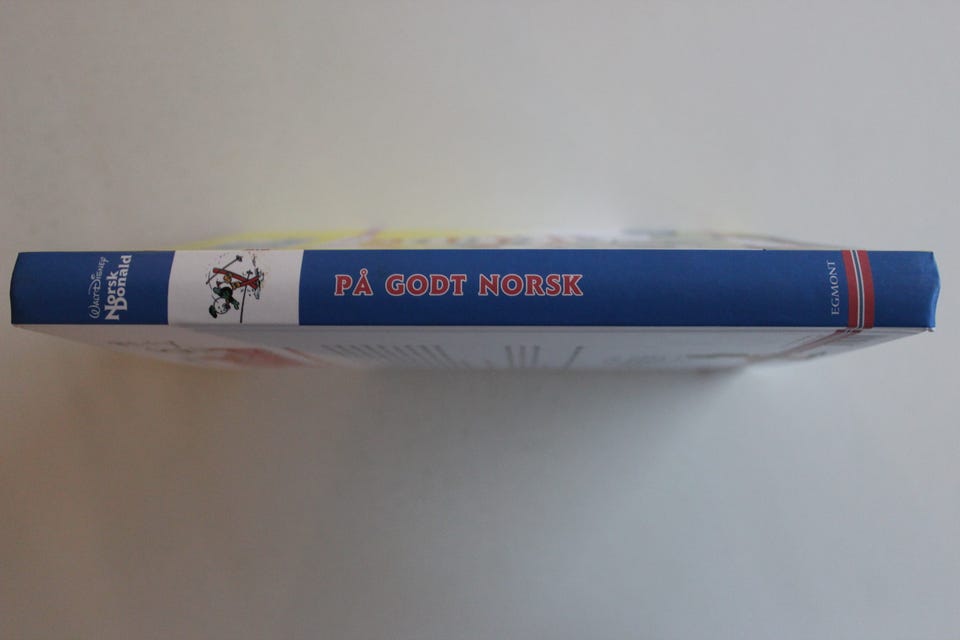 WALT DISNEY
Norsk
Donald
PÅ GODT NORSK
EGMONT